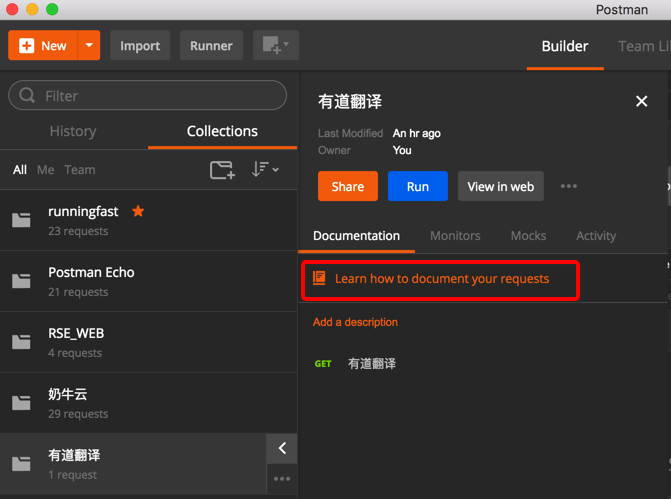 Postman
New
Import
Runner
Builder
Team Li
Filter
History
Collections
All Me Team
runningfast
23 requests
Postman Echo
21 requests
RSE_WEB
4 requests
奶牛云
29 requests
有道翻译
1 request
有道翻译
Last Modified An hr ago
Owner You
Share
Run
View in web
Documentation
Monitors
Mocks
Activity
Learn how to document your requests
Add a description
GET 有道翻译